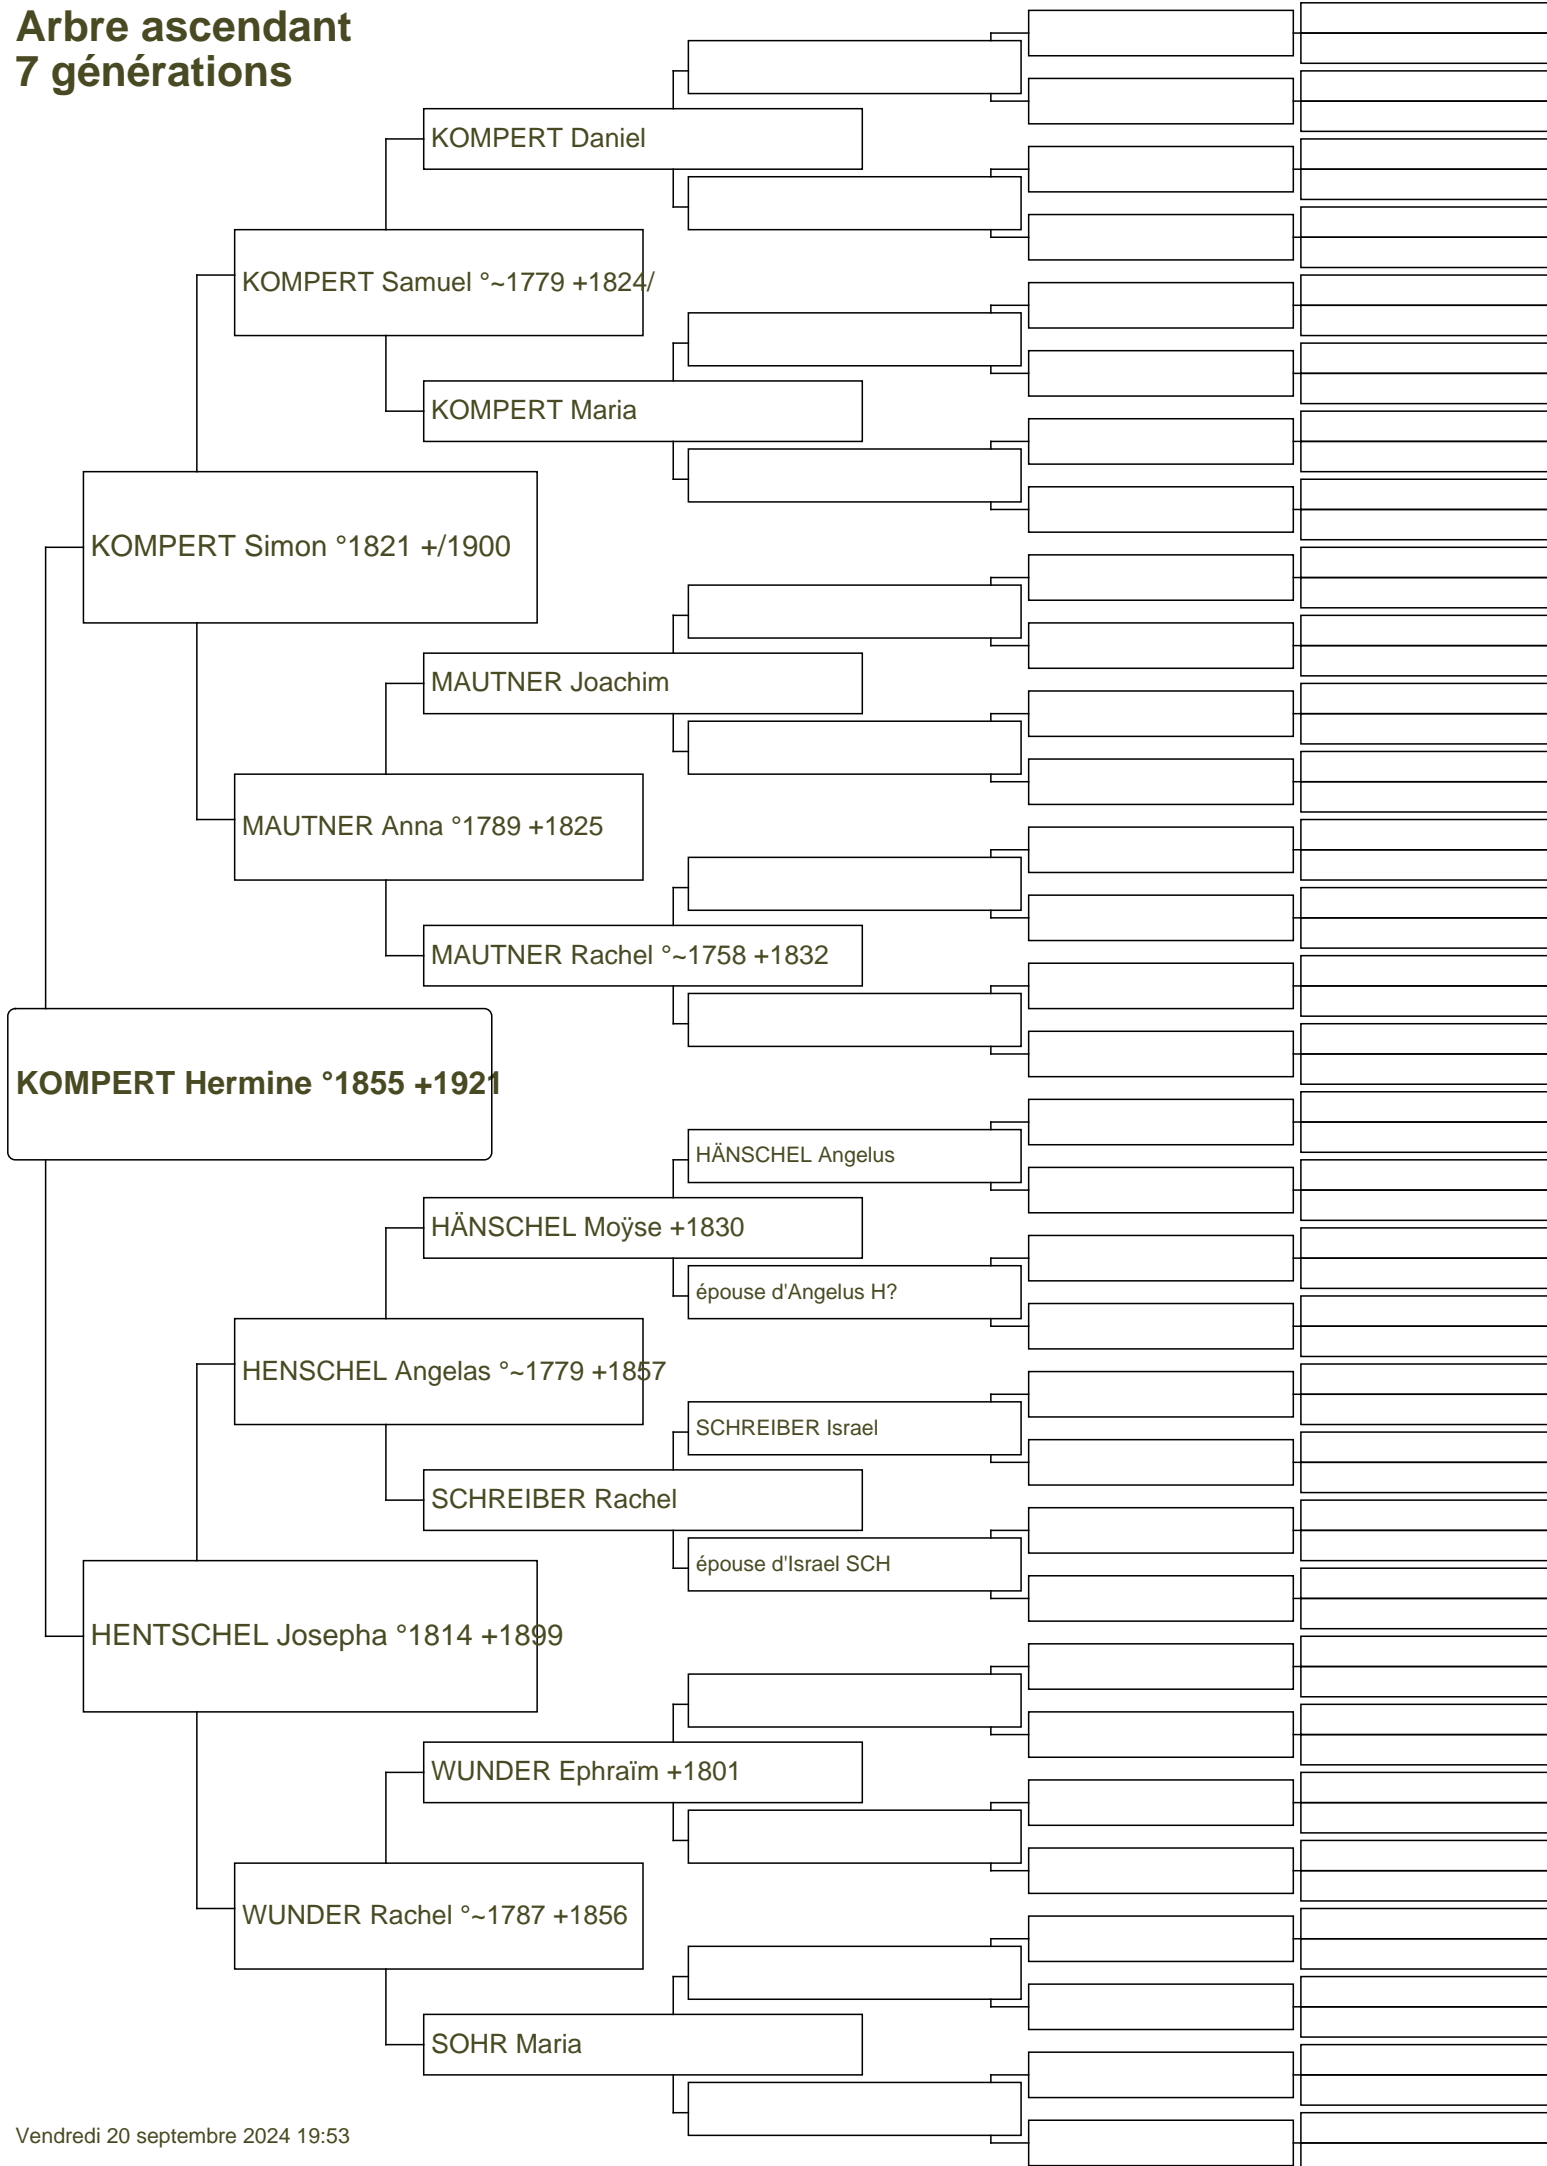 Arbre ascendant
7 générations
KOMPERT Daniel
KOMPERT Samuel °~1779 +1824/
KOMPERT Maria
KOMPERT Simon °1821 +/1900
MAUTNER Joachim
MAUTNER Anna °1789 +1825
MAUTNER Rachel °~1758 +1832
KOMPERT Hermine °1855 +1921
HÄNSCHEL Angelus
HÄNSCHEL Moÿse +1830
épouse d'Angelus H?
HENSCHEL Angelas °~1779 +1857
SCHREIBER Israel
SCHREIBER Rachel
épouse d'Israel SCH
HENTSCHEL Josepha °1814 +1899
WUNDER Ephraïm +1801
WUNDER Rachel °~1787 +1856
SOHR Maria
Vendredi 20 septembre 2024 19:53